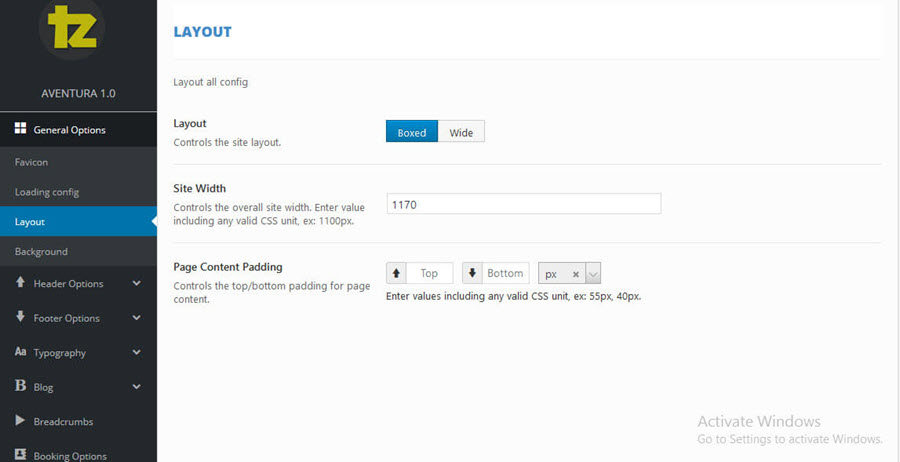 tz
AVENTURA 1.0
General Options
Favicon
Loading config
Layout
Background
Header Options
Footer Options
Aa Typography
B Blog
Breadcrumbs
Booking Options
LAYOUT
Layout all config
Layout
Controls the site layout.
Boxed Wide
Site Width
Controls the overall site width. Enter value
including any valid CSS unit, ex: 1100px.
1170
Page Content Padding
Controls the top/bottom padding for page
content.
Top Bottom px
Enter values including any valid CSS unit, ex: 55px, 40px.
Activate Windows
Go to Settings to activate Windows.